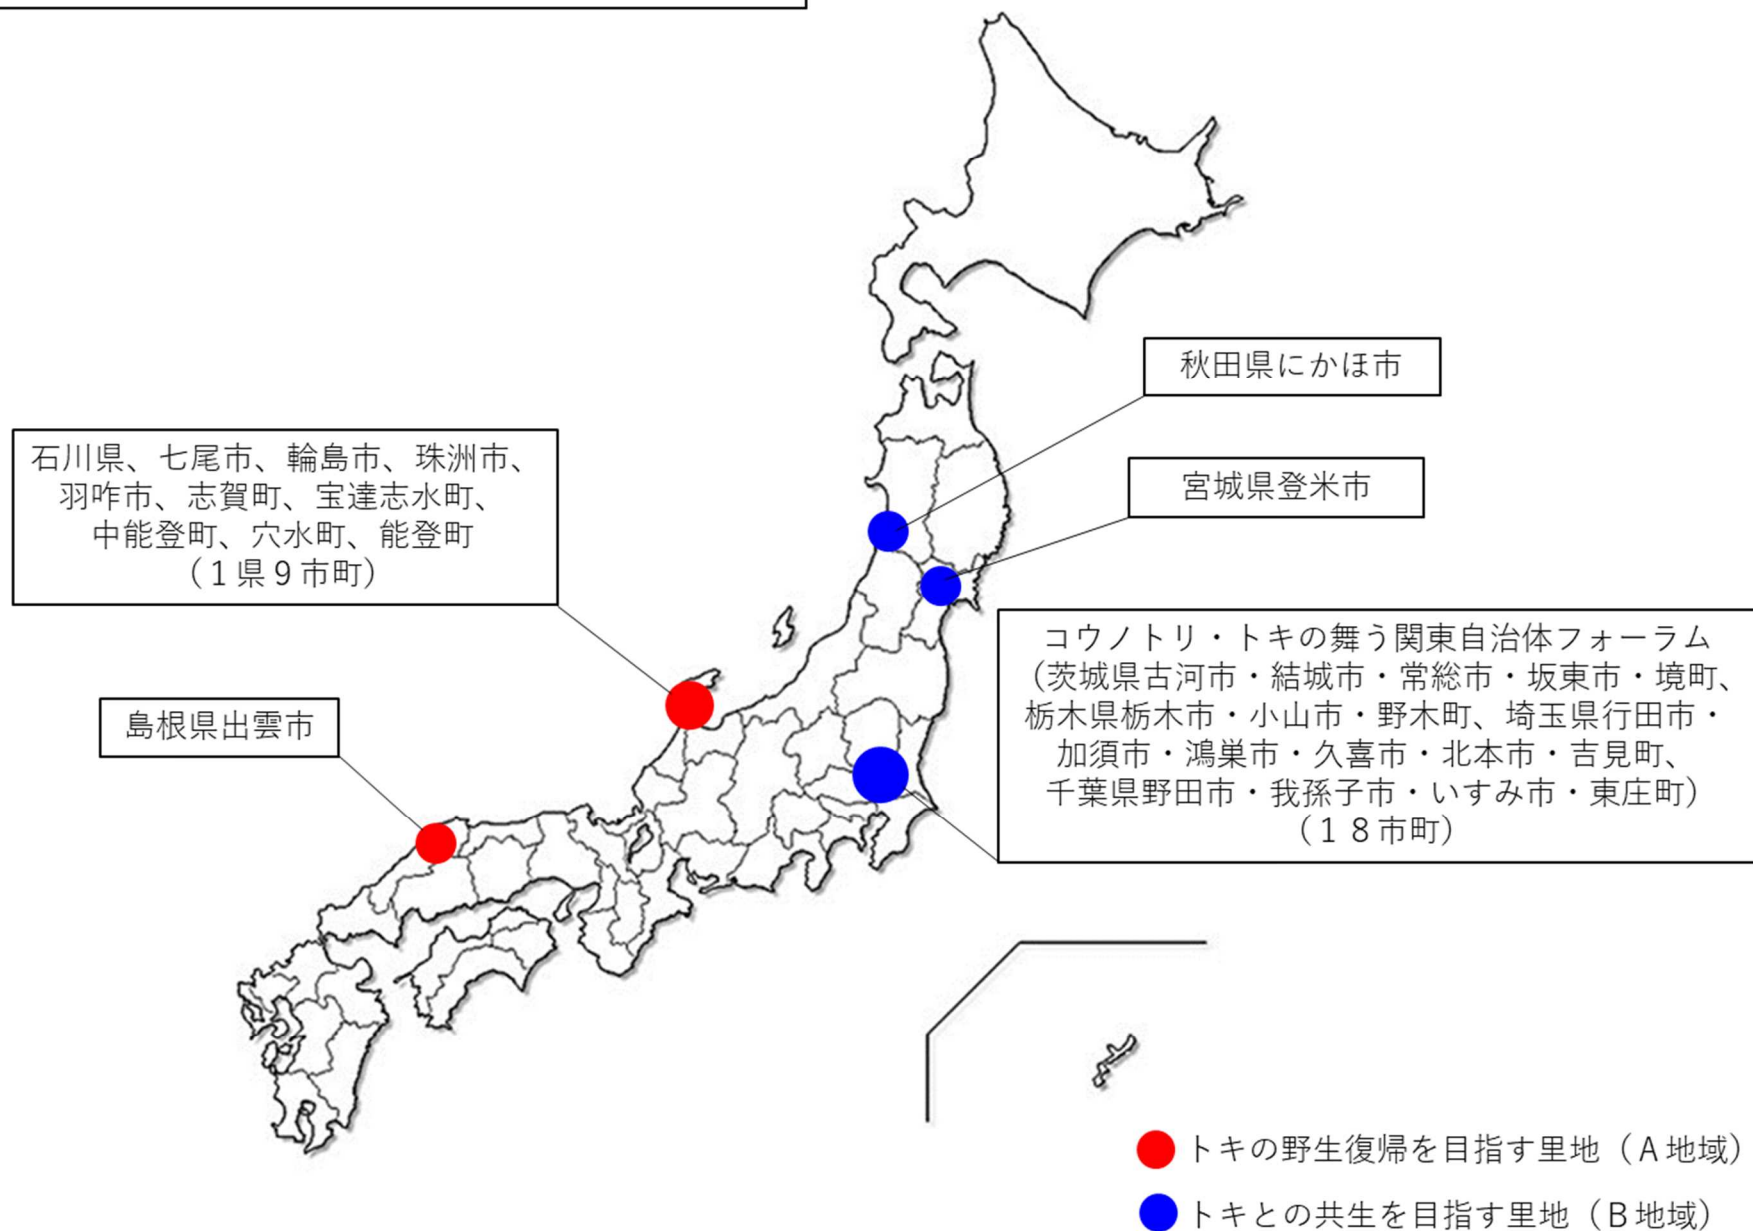 秋田県にかほ市
石川県、七尾市、輪島市、珠洲市、
羽咋市、志賀町、宝達志水町、
中能登町、穴水町、能登町
（１県９市町）
宮城県登米市
コウノトリ・トキの舞う関東自治体フォーラム
（茨城県古河市・結城市・常総市・坂東市・境町、
栃木県栃木市・小山市・野木町、埼玉県行田市・
加須市・鴻巣市・久喜市・北本市・吉見町、
千葉県野田市・我孫子市・いすみ市・東庄町）
（１８市町）
島根県出雲市
トキの野生復帰を目指す里地（Ａ地域）
トキとの共生を目指す里地（Ｂ地域）